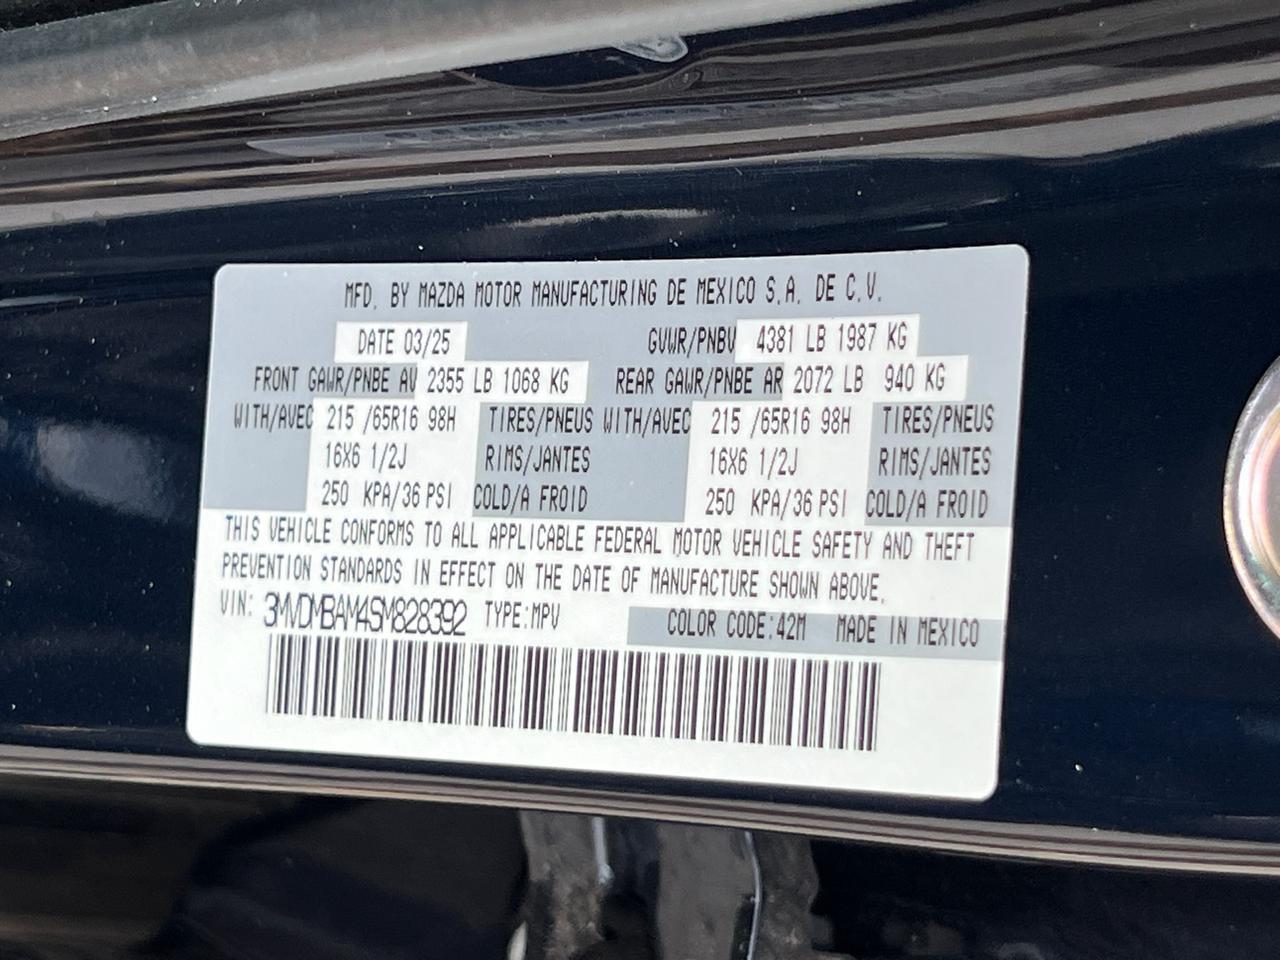 MFD. BY MAZDA MOTOR MANUFACTURING DE MEXICO S.A. DE C.V.
DATE 03/25 GVWR/PNBV 4381 LB 1987 KG
FRONT GAWR/PNBE AV 2355 LB 1068 KG REAR GAWR/PNBE AR 2072 LB 940 KG
WITH/AVEC 215 /65R16 98H TIRES/PNEUS WITH/AVEC 215 /65R16 98H TIRES/PNEUS
16X6 1/2J RIMS/JANTES 16X6 1/2J RIMS/JANTES
250 KPA/36 PSI COLD/A FROID 250 KPA/36 PSI COLD/A FROID
THIS VEHICLE CONFORMS TO ALL APPLICABLE FEDERAL MOTOR VEHICLE SAFETY AND THEFT
PREVENTION STANDARDS IN EFFECT ON THE DATE OF MANUFACTURE SHOWN ABOVE.
VIN: 3MVDMBAM4SM828392 TYPE:MPV COLOR CODE:42M MADE IN MEXICO